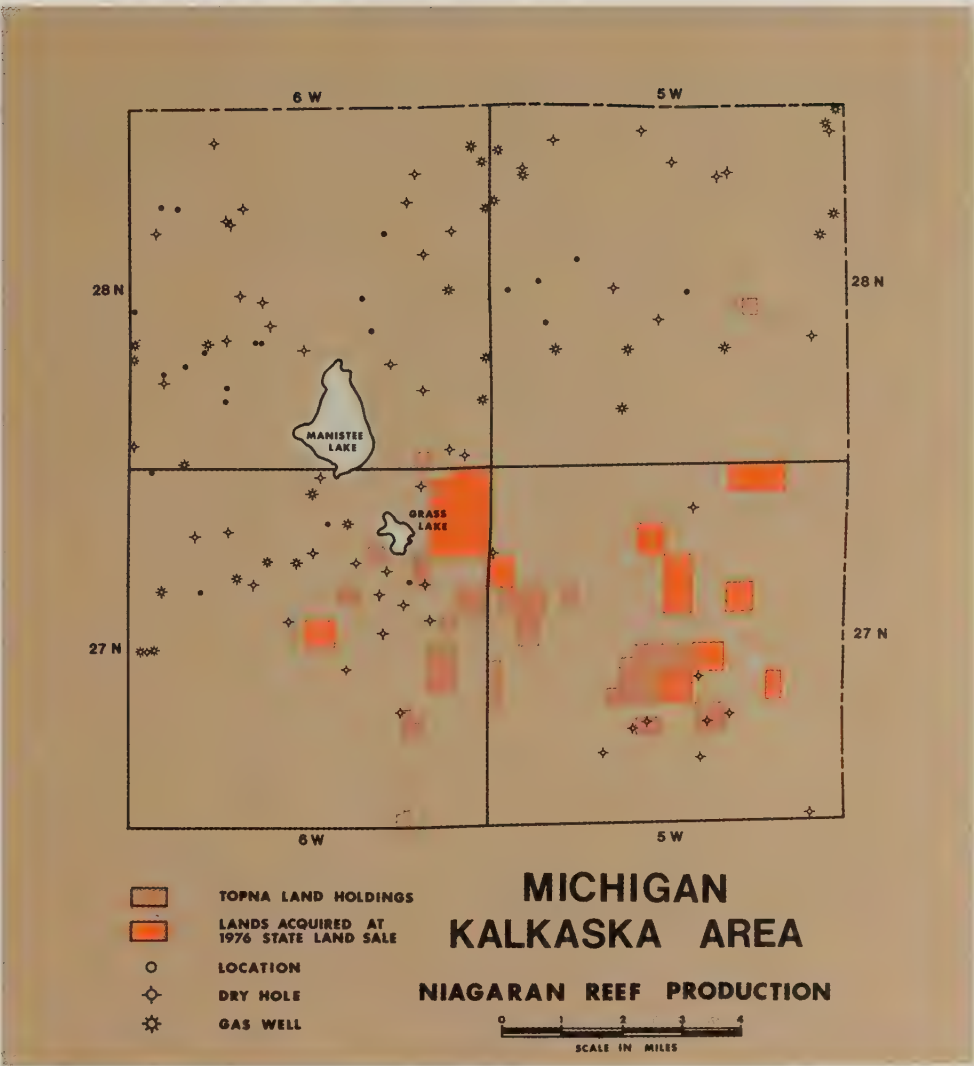 6 W
5 W
28 N
28 N
MANISTEE
LAKE
GRASS
LAKE
27 N
27 N
6 W
5 W
TOPNA LAND HOLDINGS
LANDS ACQUIRED AT
1976 STATE LAND SALE
LOCATION
DRY HOLE
GAS WELL
MICHIGAN
KALKASKA AREA
NIAGARAN REEF PRODUCTION
0 1 2 3 4
SCALE IN MILES